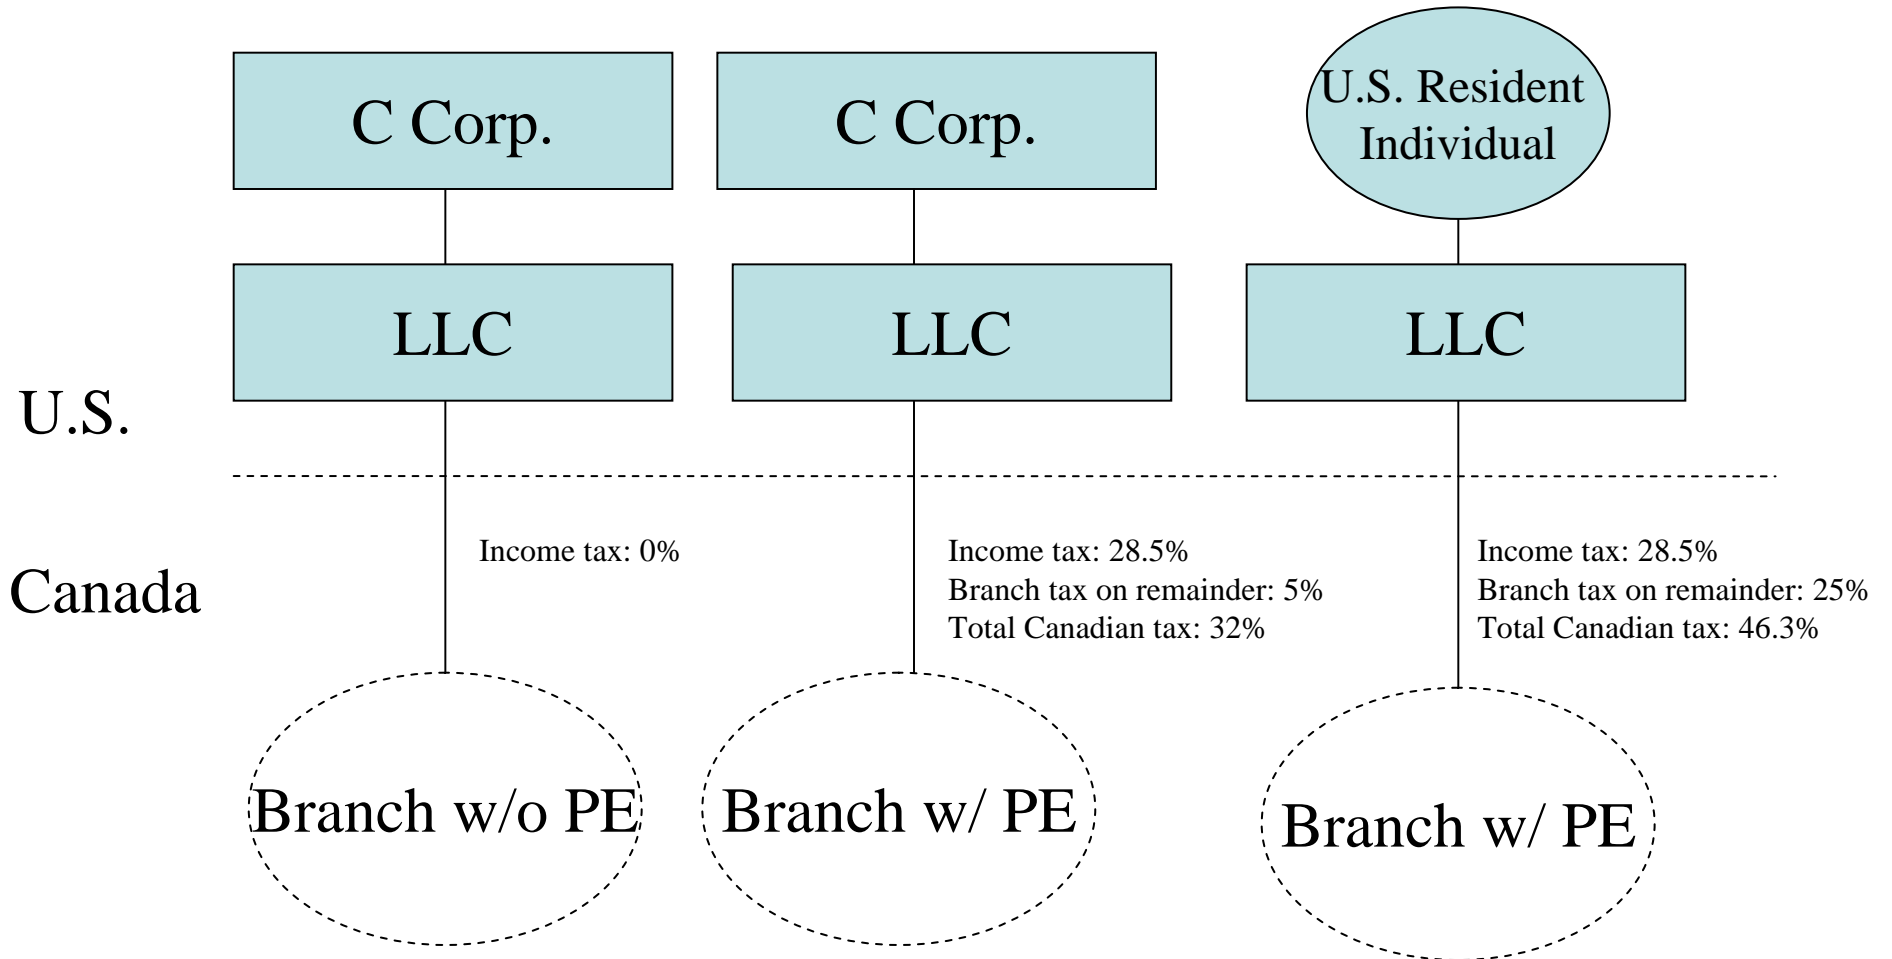 C Corp.
C Corp.
U.S. Resident
Individual
LLC
LLC
LLC
U.S.
Canada
Income tax: 0%
Income tax: 28.5%
Branch tax on remainder: 5%
Total Canadian tax: 32%
Income tax: 28.5%
Branch tax on remainder: 25%
Total Canadian tax: 46.3%
Branch w/o PE
Branch w/ PE
Branch w/ PE